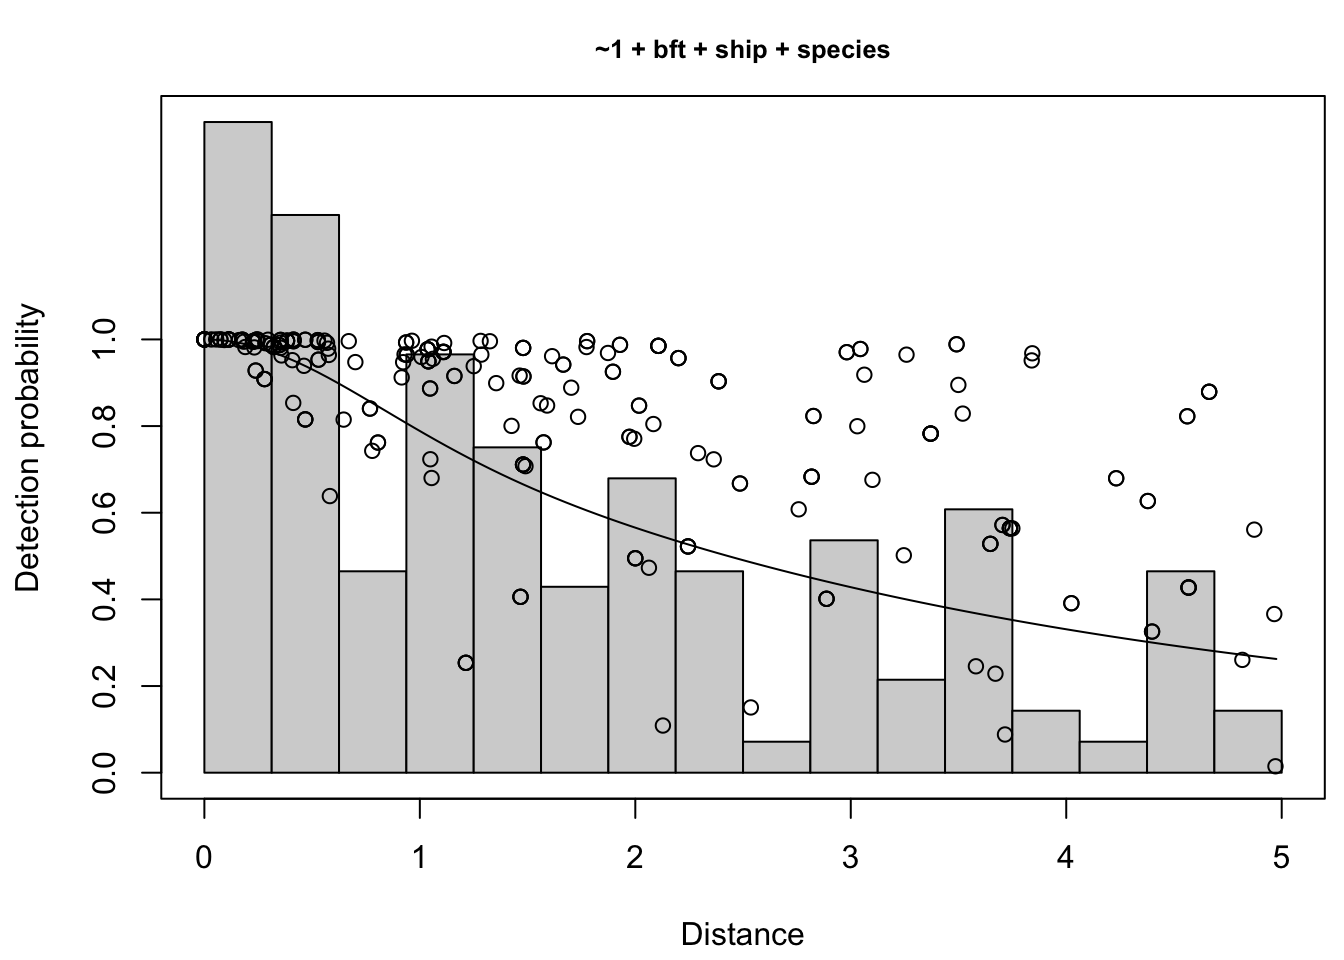 ~1 + bft + ship + species
Detection probability
1.0
0.8
0.6
0.4
0.2
0.0
0 1 2 3 4 5
Distance